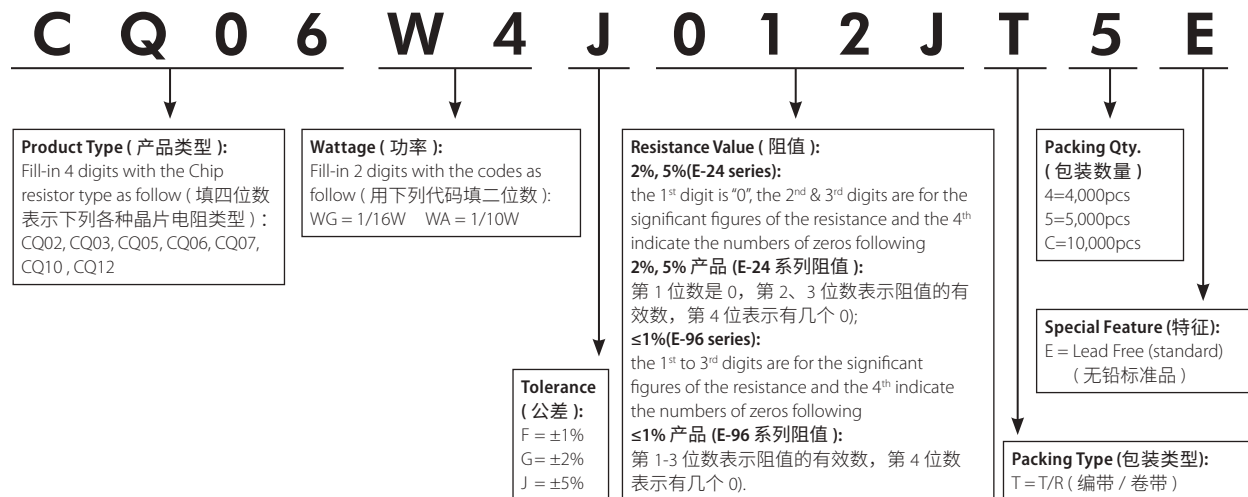 C Q 0 6 W 4 J 0 1 2 J T 5 E
Product Type ( 产品类型 ):
Fill-in 4 digits with the Chip
resistor type as follow ( 填四位数
表示下列各种晶片电阻类型 ) :
CQ02, CQ03, CQ05, CQ06, CQ07,
CQ10 , CQ12
Wattage ( 功率 ):
Fill-in 2 digits with the codes as
follow ( 用下列代码填二位数 ):
WG = 1/16W WA = 1/10W
Tolerance
( 公差 ):
F = ±1%
G= ±2%
J = ±5%
Resistance Value ( 阻值 ):
2%, 5%(E-24 series):
the 1st digit is “0”, the 2nd & 3rd digits are for the
significant figures of the resistance and the 4th
indicate the numbers of zeros following
2%, 5% 产品 (E-24 系列阻值 ):
第 1 位数是 0，第 2、3 位数表示阻值的有
效数，第 4 位表示有几个 0);
≤1%(E-96 series):
the 1st to 3rd digits are for the significant
figures of the resistance and the 4th indicate
the numbers of zeros following
≤1% 产品 (E-96 系列阻值 ):
第 1-3 位数表示阻值的有效数，第 4 位数
表示有几个 0).
Packing Qty.
( 包装数量 )
4=4,000pcs
5=5,000pcs
C=10,000pcs
Special Feature (特征):
E = Lead Free (standard)
( 无铅标准品 )
Packing Type (包装类型):
T = T/R ( 编带 / 卷带 )